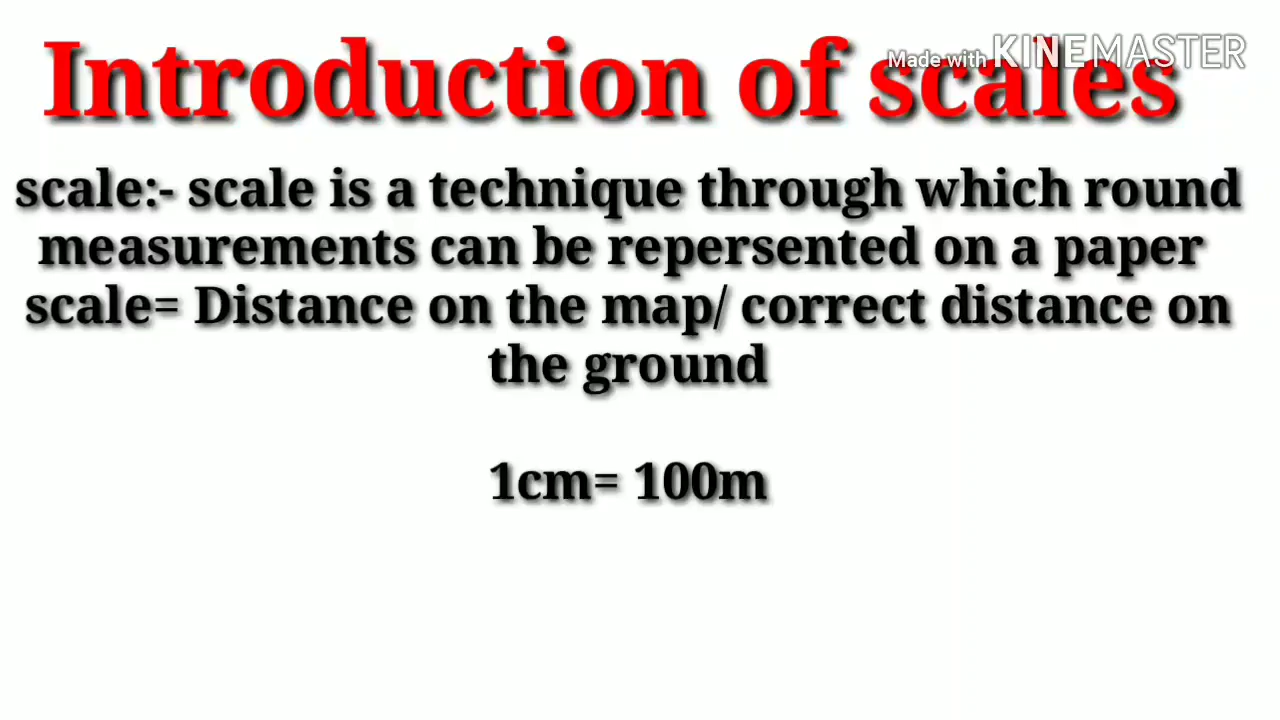 Introduction of scales
Made with KINEMASTER
scale:- scale is a technique through which round
measurements can be repersented on a paper
scale= Distance on the map/ correct distance on
the ground
1cm= 100m